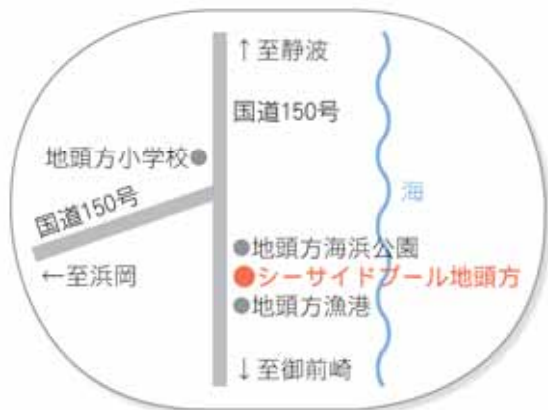 ↑至静波
国道150号
地頭方小学校
国道150号
海
←至浜岡
地頭方海浜公園
シーサイドプール地頭方
地頭方漁港
↓至御前崎